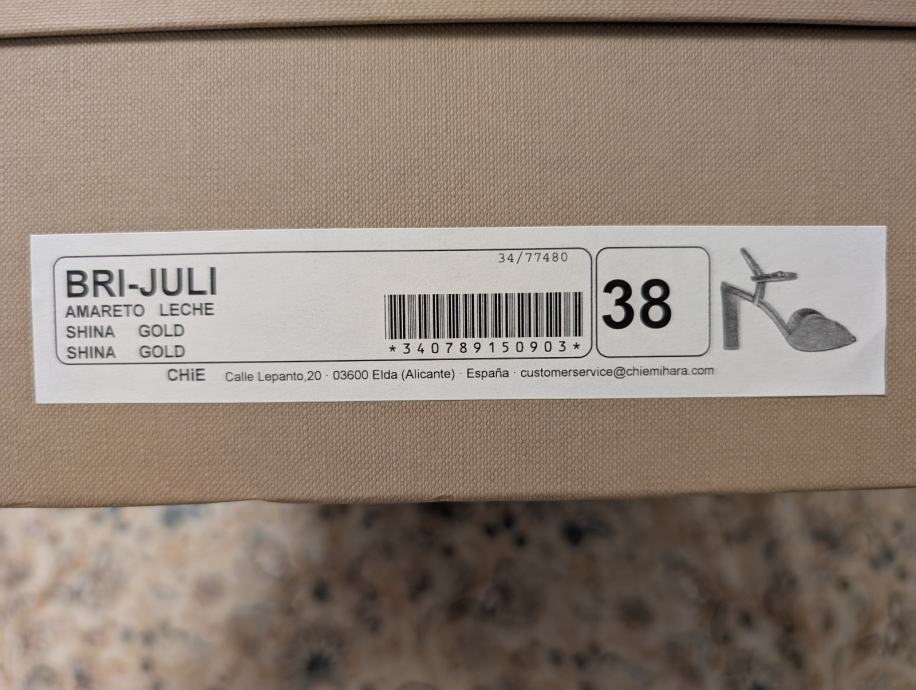 34/77480
BRI-JULI
AMARETO LECHE
SHINA GOLD
SHINA GOLD
*340789150903*
38
CHiE Calle Lepanto,20 · 03600 Elda (Alicante) · España · customerservice@chiemihara.com